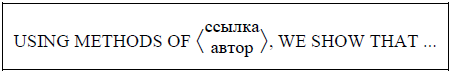 USING METHODS OF ⟨ссылка
автор⟩, WE SHOW THAT ...